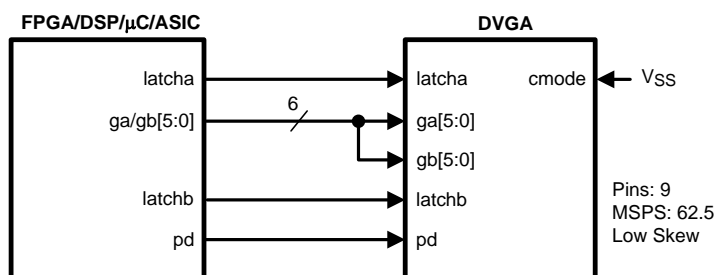 FPGA/DSP/μC/ASIC
DVGA
latcha
latcha
cmode
VSS
ga/gb[5:0]
6
ga[5:0]
gb[5:0]
latchb
latchb
pd
pd
Pins: 9
MSPS: 62.5
Low Skew